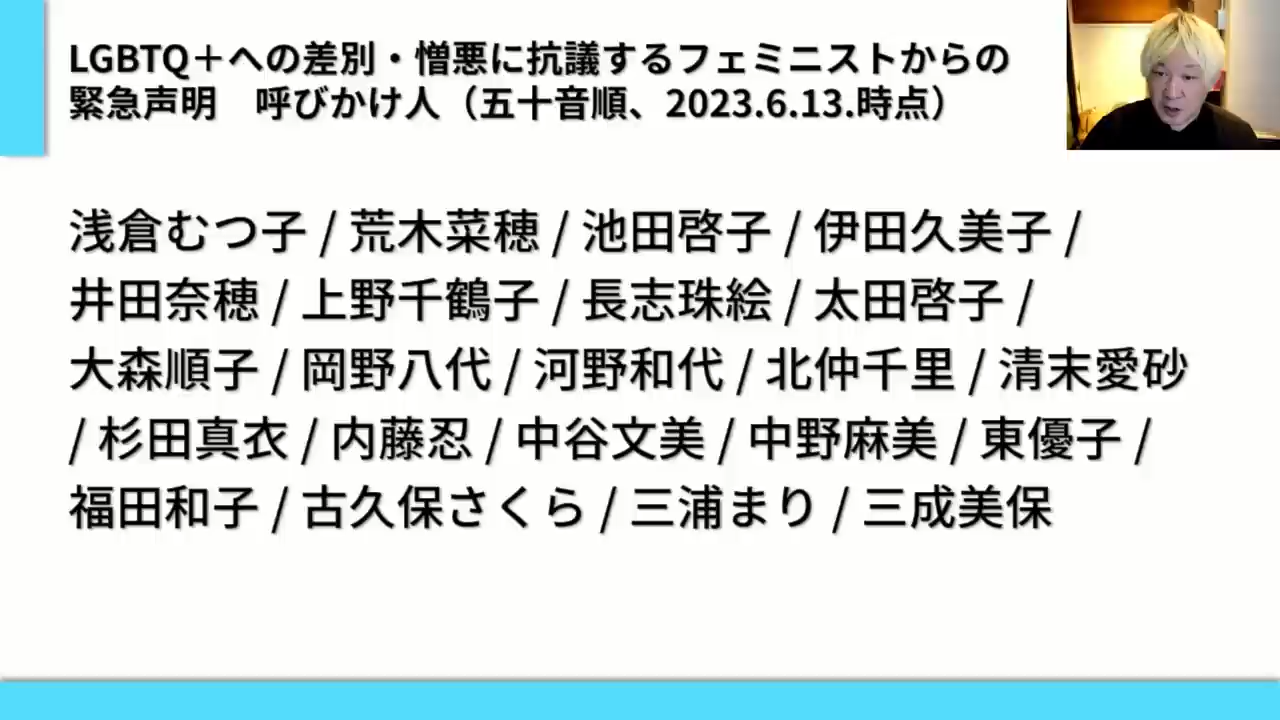 LGBTQ＋への差別・憎悪に抗議するフェミニストからの
緊急声明　呼びかけ人（五十音順、2023.6.13.時点）
浅倉むつ子 / 荒木菜穂 / 池田啓子 / 伊田久美子 /
井田奈穂 / 上野千鶴子 / 長志珠絵 / 太田啓子 /
大森順子 / 岡野八代 / 河野和代 / 北仲千里 / 清末愛砂
/ 杉田真衣 / 内藤忍 / 中谷文美 / 中野麻美 / 東優子 /
福田和子 / 古久保さくら / 三浦まり / 三成美保